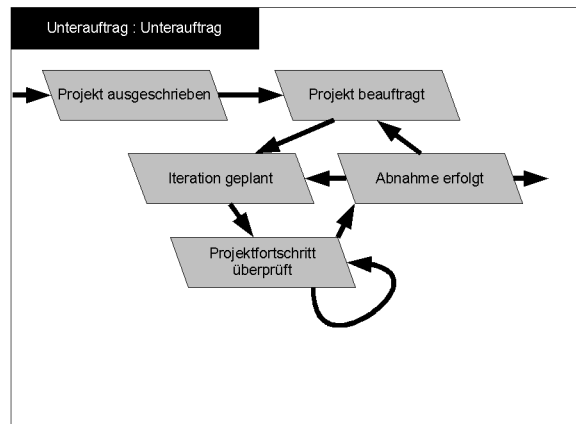 Unterauftrag : Unterauftrag
Projekt ausgeschrieben
Projekt beauftragt
Iteration geplant
Abnahme erfolgt
Projektfortschritt
überprüft